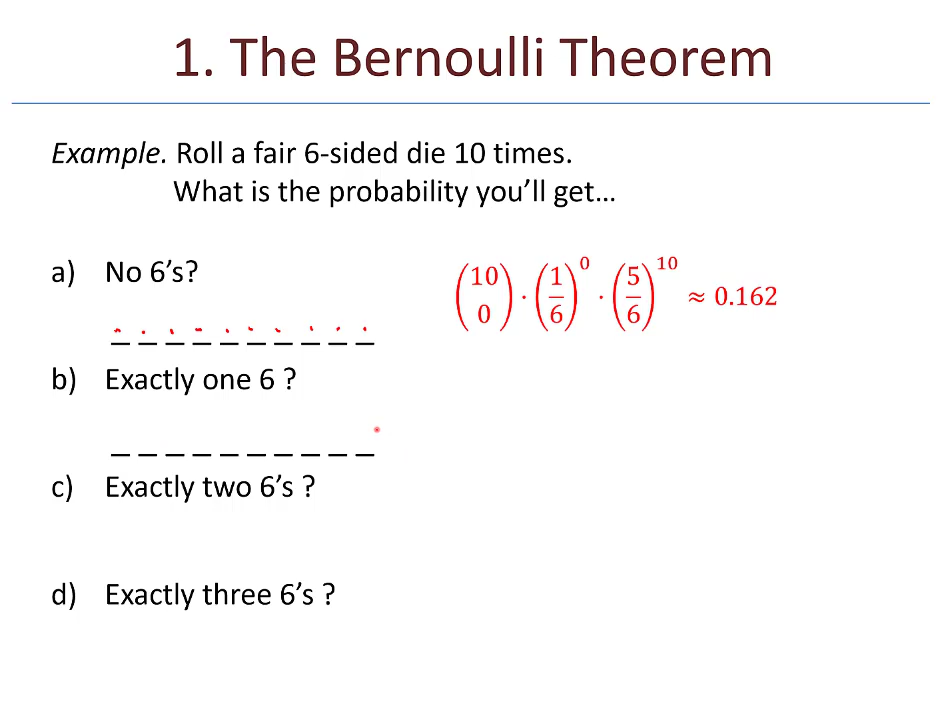 1. The Bernoulli Theorem
Example. Roll a fair 6-sided die 10 times.
What is the probability you’ll get…
a) No 6’s?
(10 0) · (1/6)^0 · (5/6)^10 ≈ 0.162
_ _ _ _ _ _ _ _ _ _
b) Exactly one 6 ?
_ _ _ _ _ _ _ _ _ _
c) Exactly two 6’s ?
d) Exactly three 6’s ?